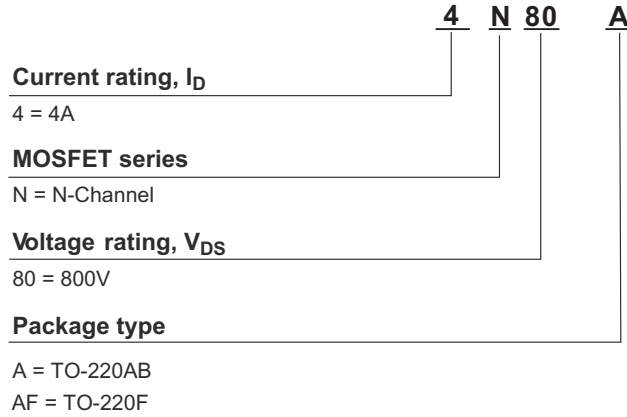 4 N 80 A
Current rating, ID
4 = 4A
MOSFET series
N = N-Channel
Voltage rating, VDS
80 = 800V
Package type
A = TO-220AB
AF = TO-220F